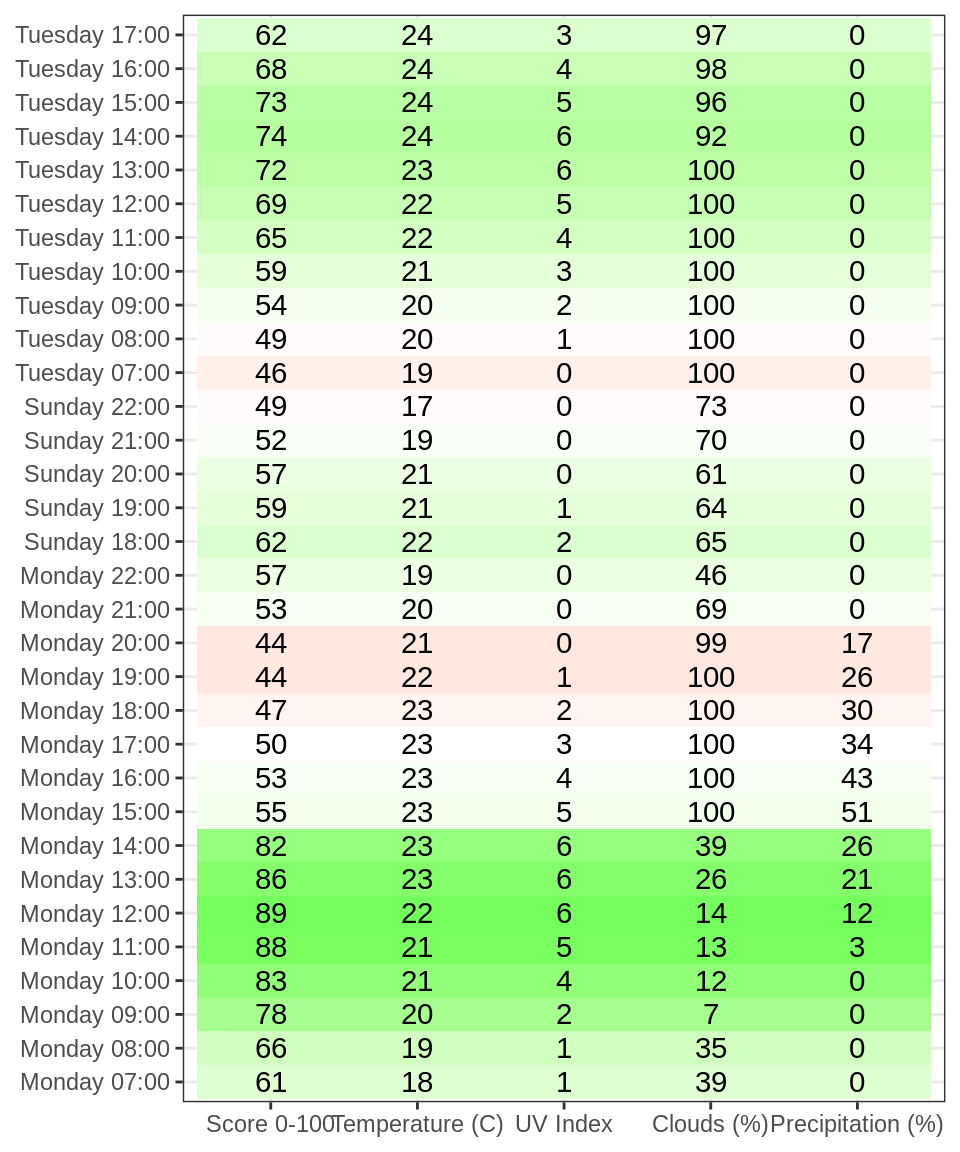 Tuesday 17:00 62 24 3 97 0
Tuesday 16:00 68 24 4 98 0
Tuesday 15:00 73 24 5 96 0
Tuesday 14:00 74 24 6 92 0
Tuesday 13:00 72 23 6 100 0
Tuesday 12:00 69 22 5 100 0
Tuesday 11:00 65 22 4 100 0
Tuesday 10:00 59 21 3 100 0
Tuesday 09:00 54 20 2 100 0
Tuesday 08:00 49 20 1 100 0
Tuesday 07:00 46 19 0 100 0
Sunday 22:00 49 17 0 73 0
Sunday 21:00 52 19 0 70 0
Sunday 20:00 57 21 0 61 0
Sunday 19:00 59 21 1 64 0
Sunday 18:00 62 22 2 65 0
Monday 22:00 57 19 0 46 0
Monday 21:00 53 20 0 69 0
Monday 20:00 44 21 0 99 17
Monday 19:00 44 22 1 100 26
Monday 18:00 47 23 2 100 30
Monday 17:00 50 23 3 100 34
Monday 16:00 53 23 4 100 43
Monday 15:00 55 23 5 100 51
Monday 14:00 82 23 6 39 26
Monday 13:00 86 23 6 26 21
Monday 12:00 89 22 6 14 12
Monday 11:00 88 21 5 13 3
Monday 10:00 83 21 4 12 0
Monday 09:00 78 20 2 7 0
Monday 08:00 66 19 1 35 0
Monday 07:00 61 18 1 39 0
Score 0-100 Temperature (C) UV Index Clouds (%) Precipitation (%)